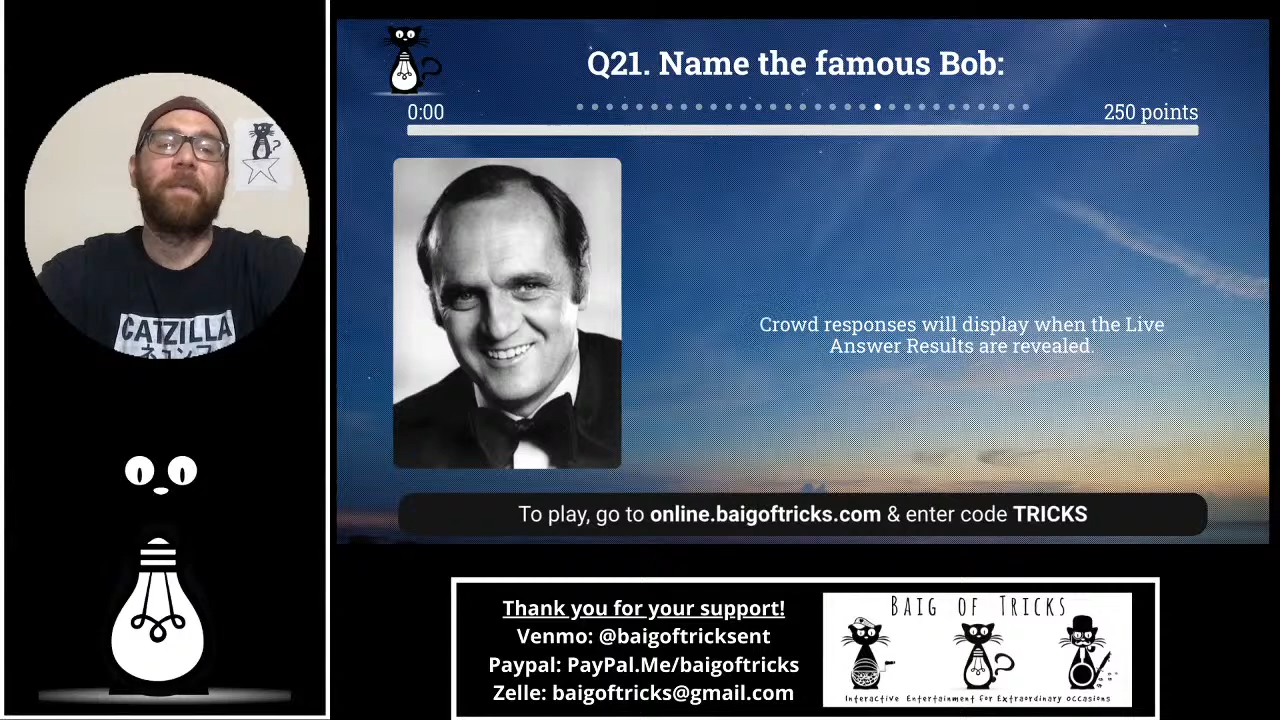 Q21. Name the famous Bob:
0:00
250 points
CATZILLA
Crowd responses will display when the Live
Answer Results are revealed.
To play, go to online.baigoftricks.com & enter code TRICKS
Thank you for your support!
Venmo: @baigoftricksent
Paypal: PayPal.Me/baigoftricks
Zelle: baigoftricks@gmail.com
BAIG OF TRICKS
Interactive Entertainment for Extraordinary Occasions